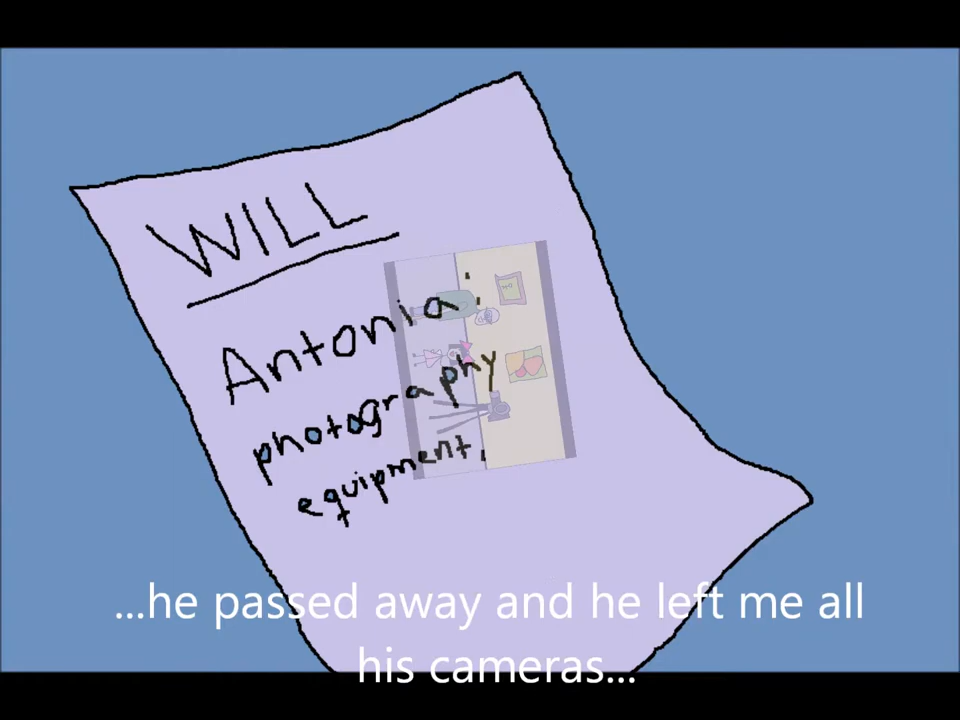 WILL
Antonia:
photography
equipment.
...he passed away and he left me all
his cameras...